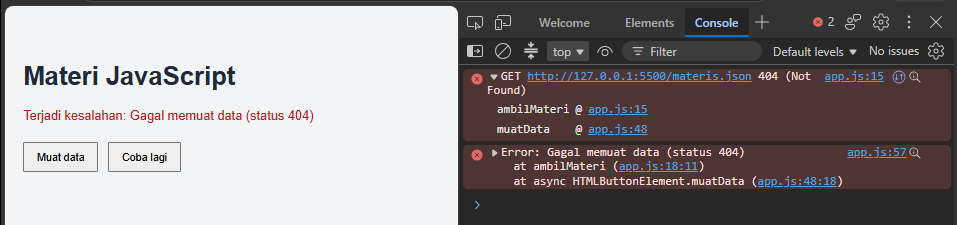 Materi JavaScript
Terjadi kesalahan: Gagal memuat data (status 404)
Muat data Coba lagi
Welcome Elements Console 2
top Filter Default levels No issues
GET http://127.0.0.1:5500/materis.json 404 (Not Found) app.js:15
ambilMateri @ app.js:15
muatData @ app.js:48
Error: Gagal memuat data (status 404) app.js:57
at ambilMateri (app.js:18:11)
at async HTMLButtonElement.muatData (app.js:48:18)